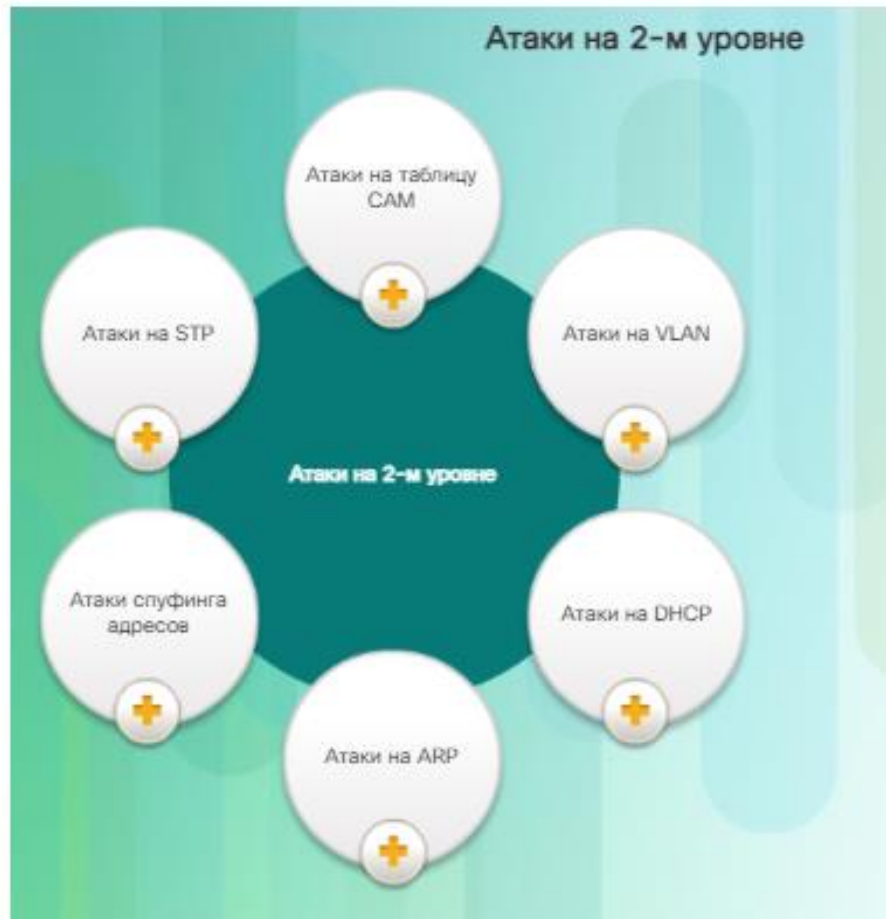 Атаки на 2-м уровне
Атаки на таблицу
CAM
Атаки на STP
Атаки на VLAN
Атаки на 2-м уровне
Атаки спуфинга
адресов
Атаки на DHCP
Атаки на ARP